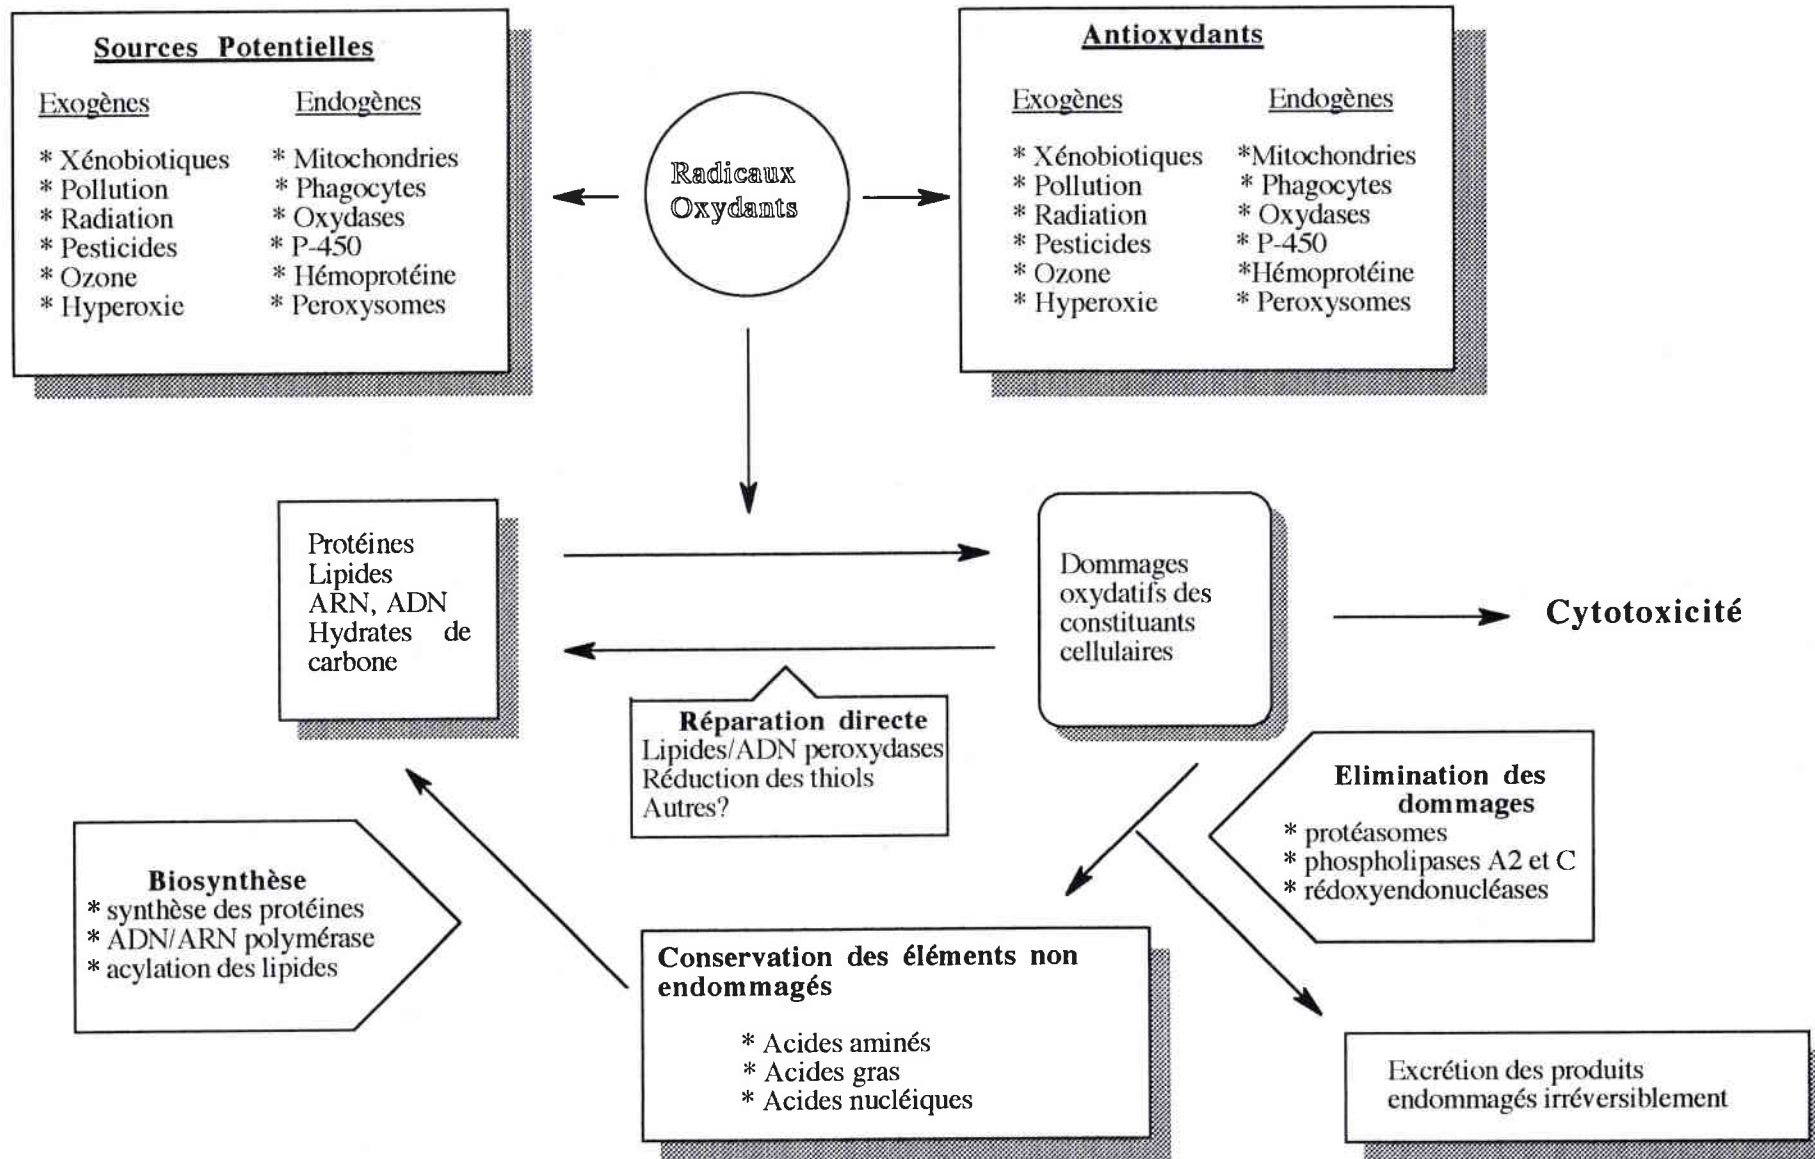 Sources Potentielles
Exogènes
* Xénobiotiques
* Pollution
* Radiation
* Pesticides
* Ozone
* Hyperoxie
Endogènes
* Mitochondries
* Phagocytes
* Oxydases
* P-450
* Hémoprotéine
* Peroxysomes
Radicaux
Oxydants
Antioxydants
Exogènes
* Xénobiotiques
* Pollution
* Radiation
* Pesticides
* Ozone
* Hyperoxie
Endogènes
*Mitochondries
* Phagocytes
* Oxydases
* P-450
*Hémoprotéine
* Peroxysomes
Protéines
Lipides
ARN, ADN
Hydrates de
carbone
Dommages
oxydatifs des
constituants
cellulaires
Cytotoxicité
Réparation directe
Lipides/ADN peroxydases
Réduction des thiols
Autres?
Elimination des
dommages
* protéasomes
* phospholipases A2 et C
* rédoxyendonucléases
Biosynthèse
* synthèse des protéines
* ADN/ARN polymérase
* acylation des lipides
Conservation des éléments non
endommagés
* Acides aminés
* Acides gras
* Acides nucléiques
Excrétion des produits
endommagés irréversiblement